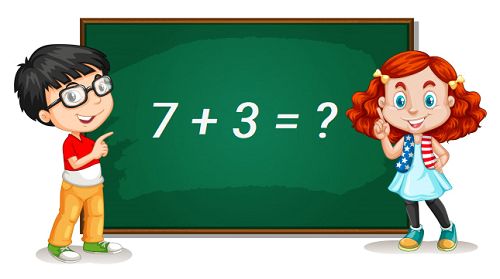 7 + 3 = ?